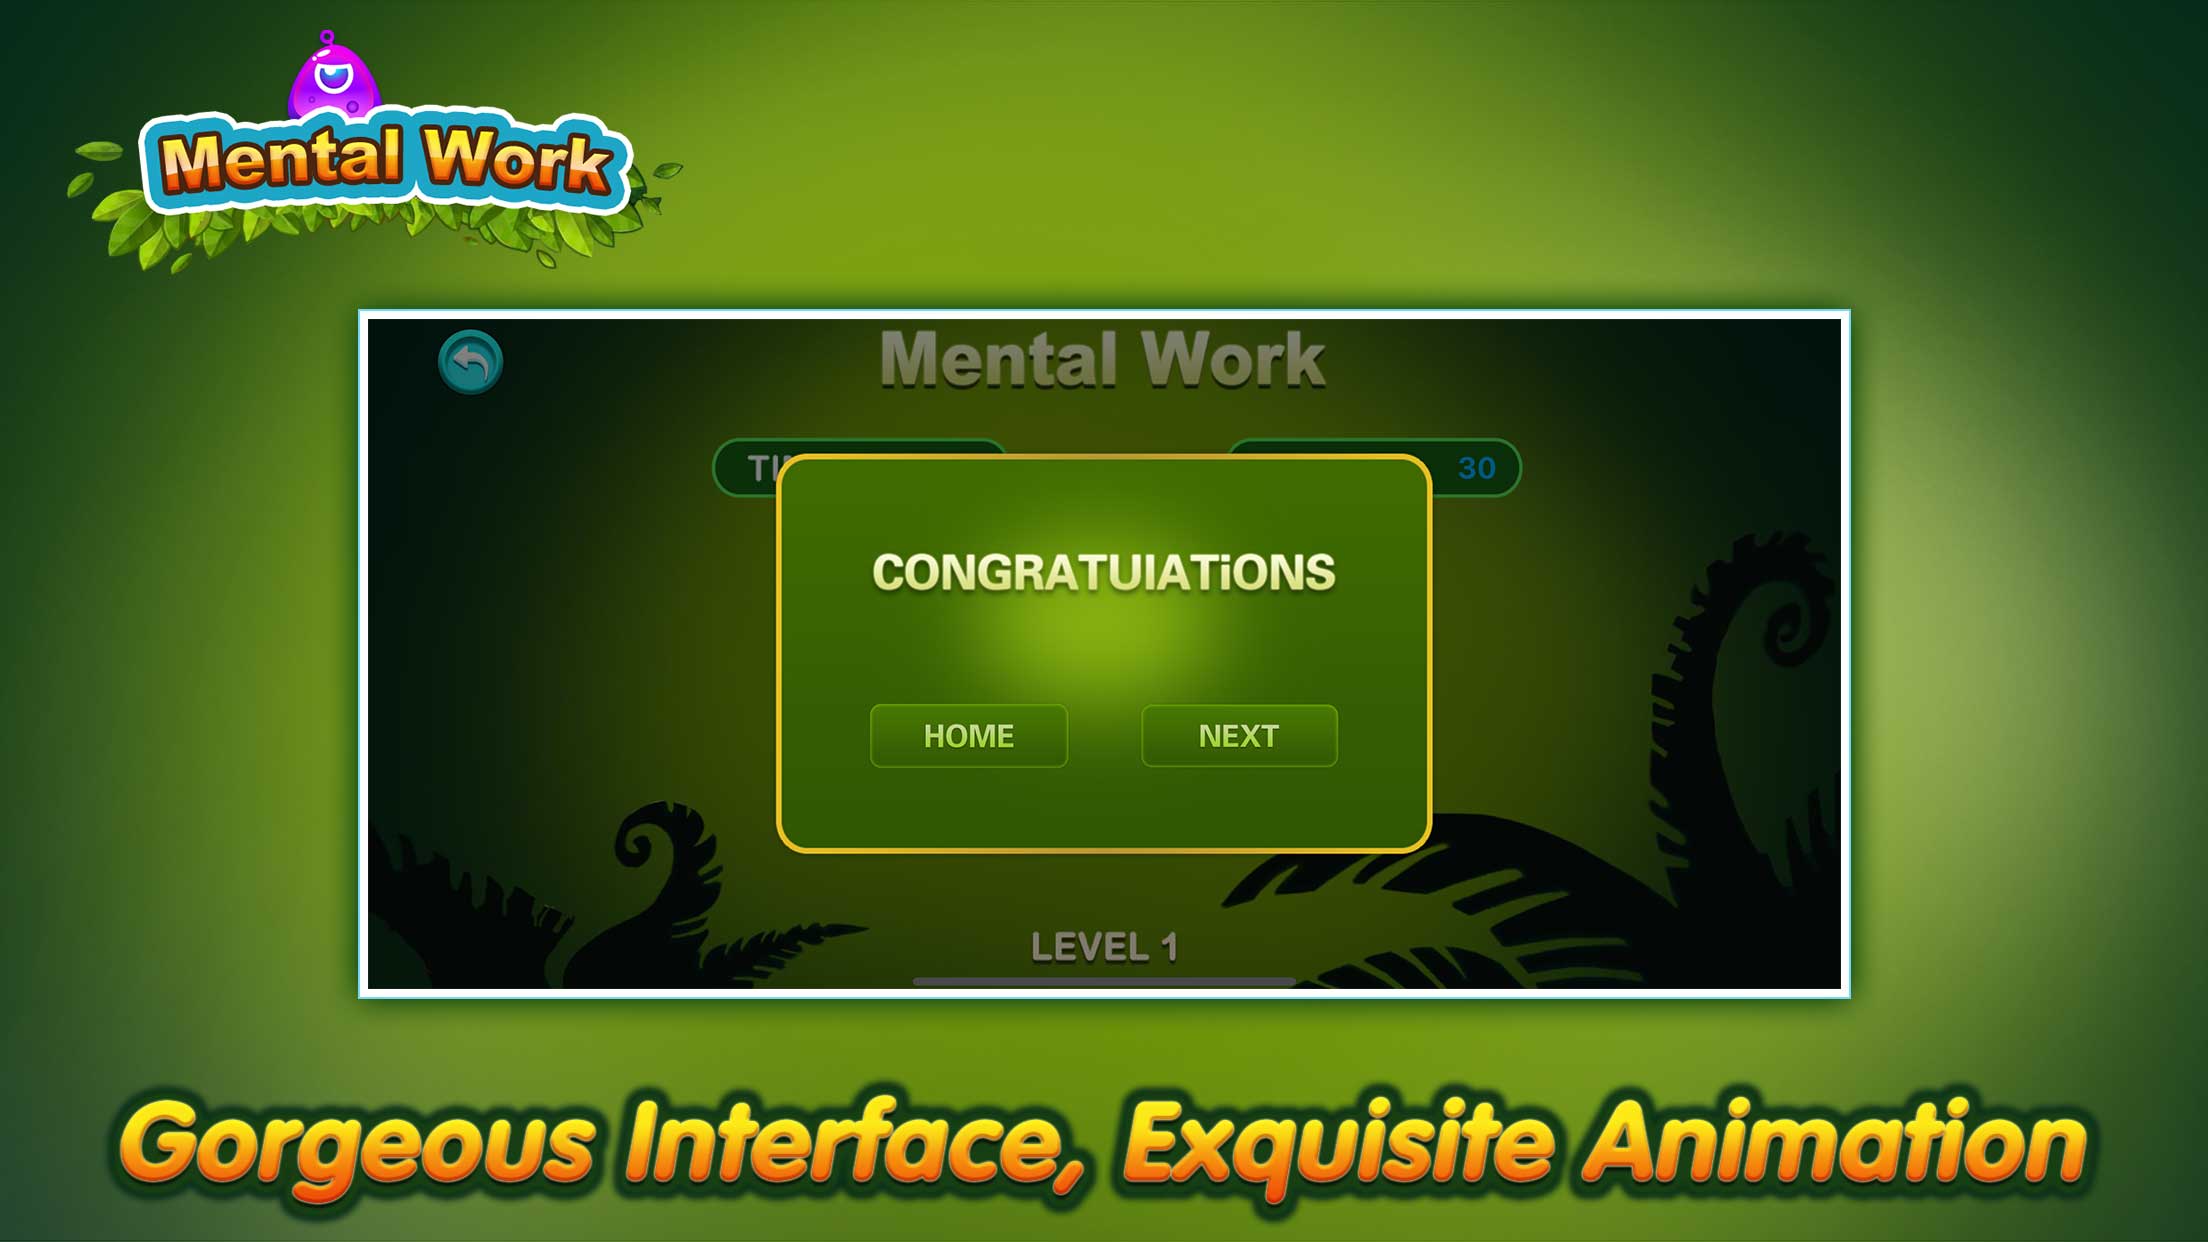 Mental Work
Mental Work
30
CONGRATUIATiONS
HOME
NEXT
LEVEL 1
Gorgeous Interface, Exquisite Animation